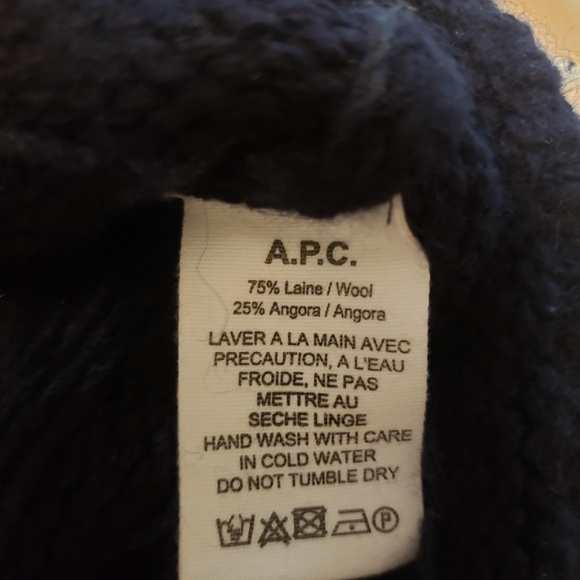 A.P.C.
75% Laine / Wool
25% Angora / Angora
LAVER A LA MAIN AVEC
PRECAUTION, A L'EAU
FROIDE, NE PAS
METTRE AU
SECHE LINGE
HAND WASH WITH CARE
IN COLD WATER
DO NOT TUMBLE DRY
P